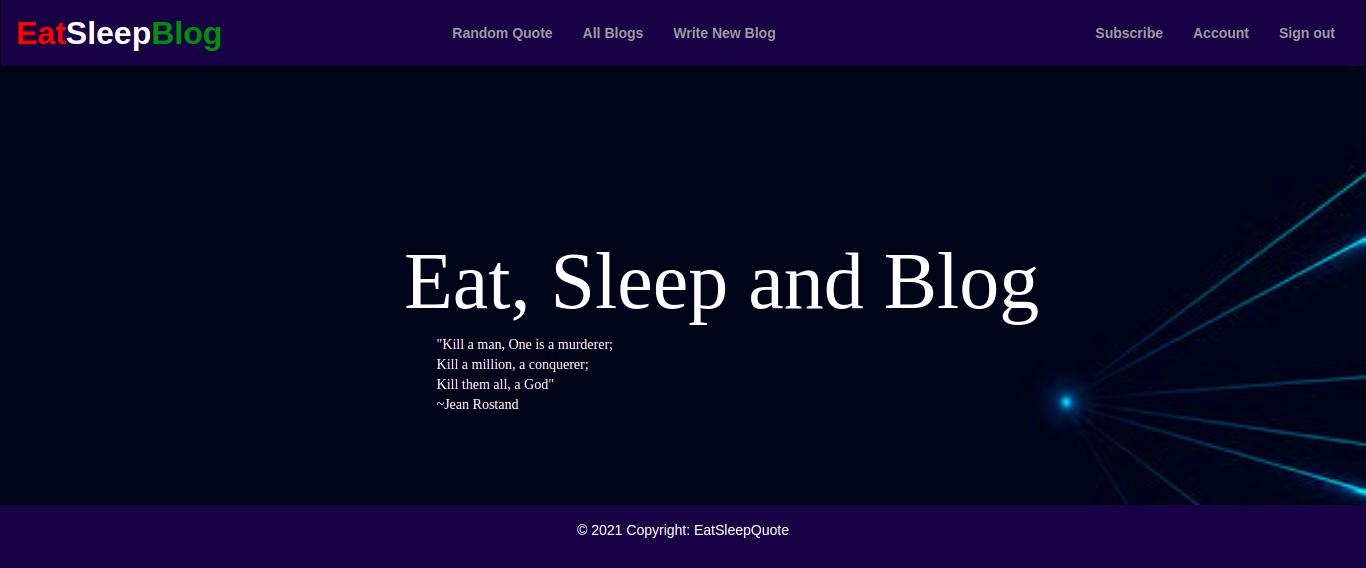 EatSleepBlog
Random Quote
All Blogs
Write New Blog
Subscribe
Account
Sign out
Eat, Sleep and Blog
"Kill a man, One is a murderer;
Kill a million, a conquerer;
Kill them all, a God"
~Jean Rostand
© 2021 Copyright: EatSleepQuote